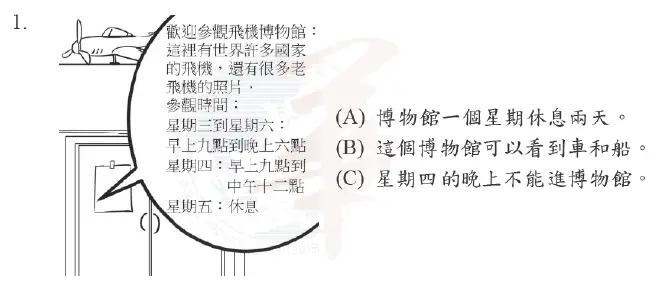 1.
歡迎參觀飛機博物館：
這裡有世界許多國家
的飛機，還有很多老
飛機的照片．
參觀時間：
星期三到星期六：
早上九點到晚上六點
星期四：早上九點到
中午十二點
星期五：休息
(A) 博物館一個星期休息兩天。
(B) 這個博物館可以看到車和船。
(C) 星期四的晚上不能進博物館。